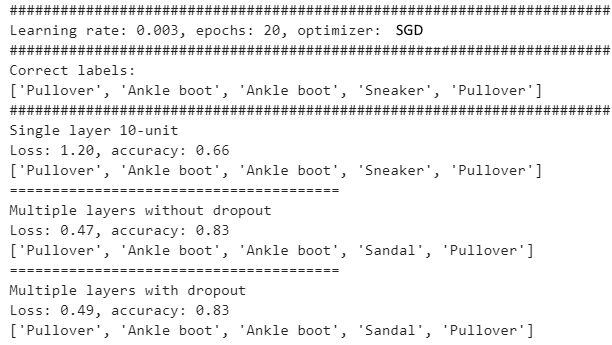 ########################################################################
Learning rate: 0.003, epochs: 20, optimizer: SGD
########################################################################
Correct labels:
['Pullover', 'Ankle boot', 'Ankle boot', 'Sneaker', 'Pullover']
########################################################################
Single layer 10-unit
Loss: 1.20, accuracy: 0.66
['Pullover', 'Ankle boot', 'Ankle boot', 'Sneaker', 'Pullover']
=======================================
Multiple layers without dropout
Loss: 0.47, accuracy: 0.83
['Pullover', 'Ankle boot', 'Ankle boot', 'Sandal', 'Pullover']
=======================================
Multiple layers with dropout
Loss: 0.49, accuracy: 0.83
['Pullover', 'Ankle boot', 'Ankle boot', 'Sandal', 'Pullover']